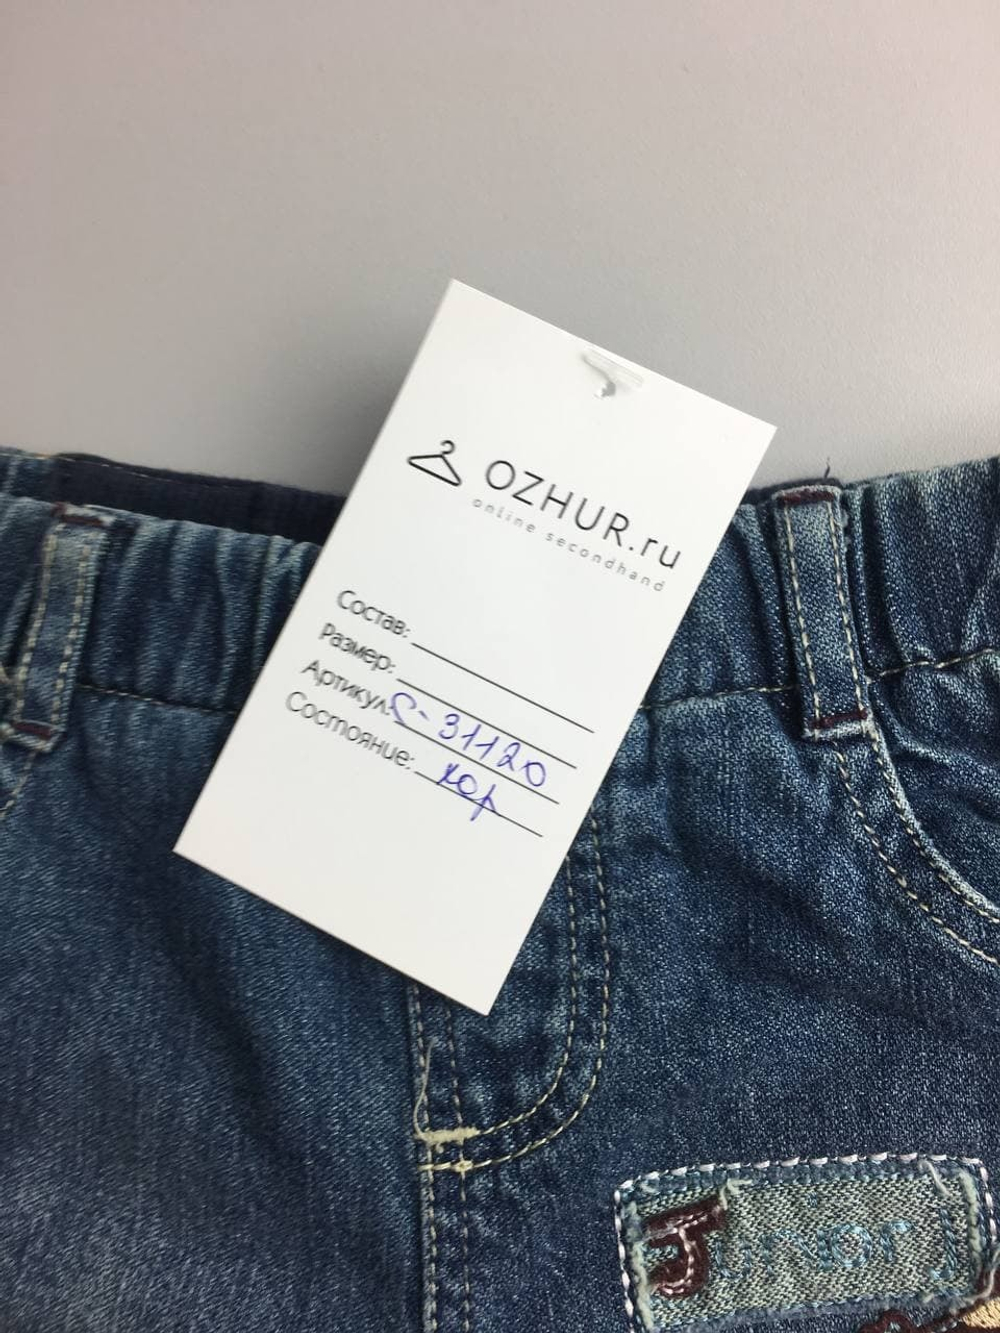 OZHUR.ru
online secondhand
Состав:
Размер:
Артикул: С-31120
Состояние: хор